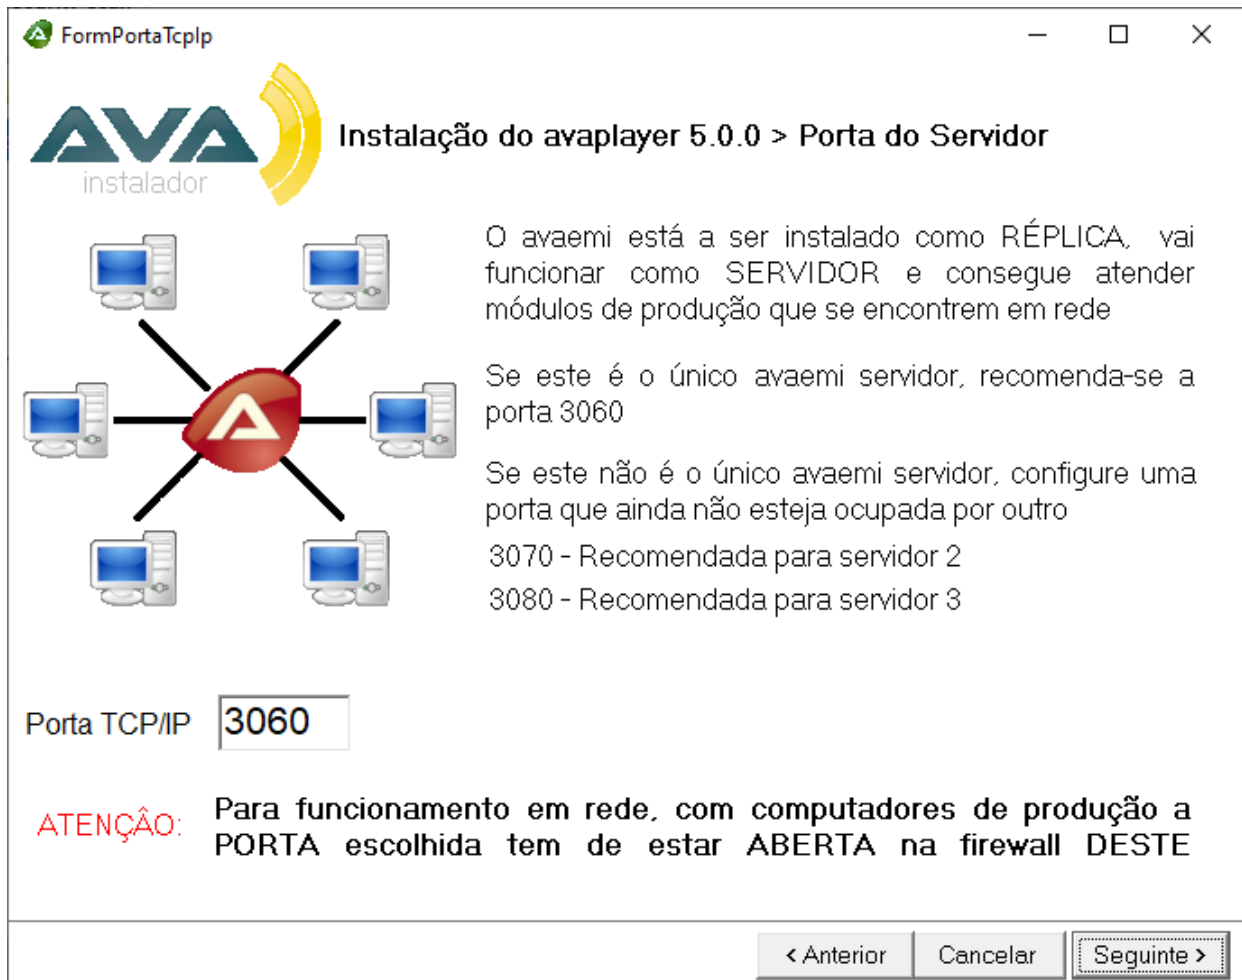 FormPortaTcpIp
AVA
instalador
Instalação do avaplayer 5.0.0 > Porta do Servidor
O avaemi está a ser instalado como RÉPLICA, vai
funcionar como SERVIDOR e consegue atender
módulos de produção que se encontrem em rede
Se este é o único avaemi servidor, recomenda-se a
porta 3060
Se este não é o único avaemi servidor, configure uma
porta que ainda não esteja ocupada por outro
3070 - Recomendada para servidor 2
3080 - Recomendada para servidor 3
Porta TCP/IP 3060
ATENÇÂO: Para funcionamento em rede, com computadores de produção a
PORTA escolhida tem de estar ABERTA na firewall DESTE
< Anterior Cancelar Seguinte >